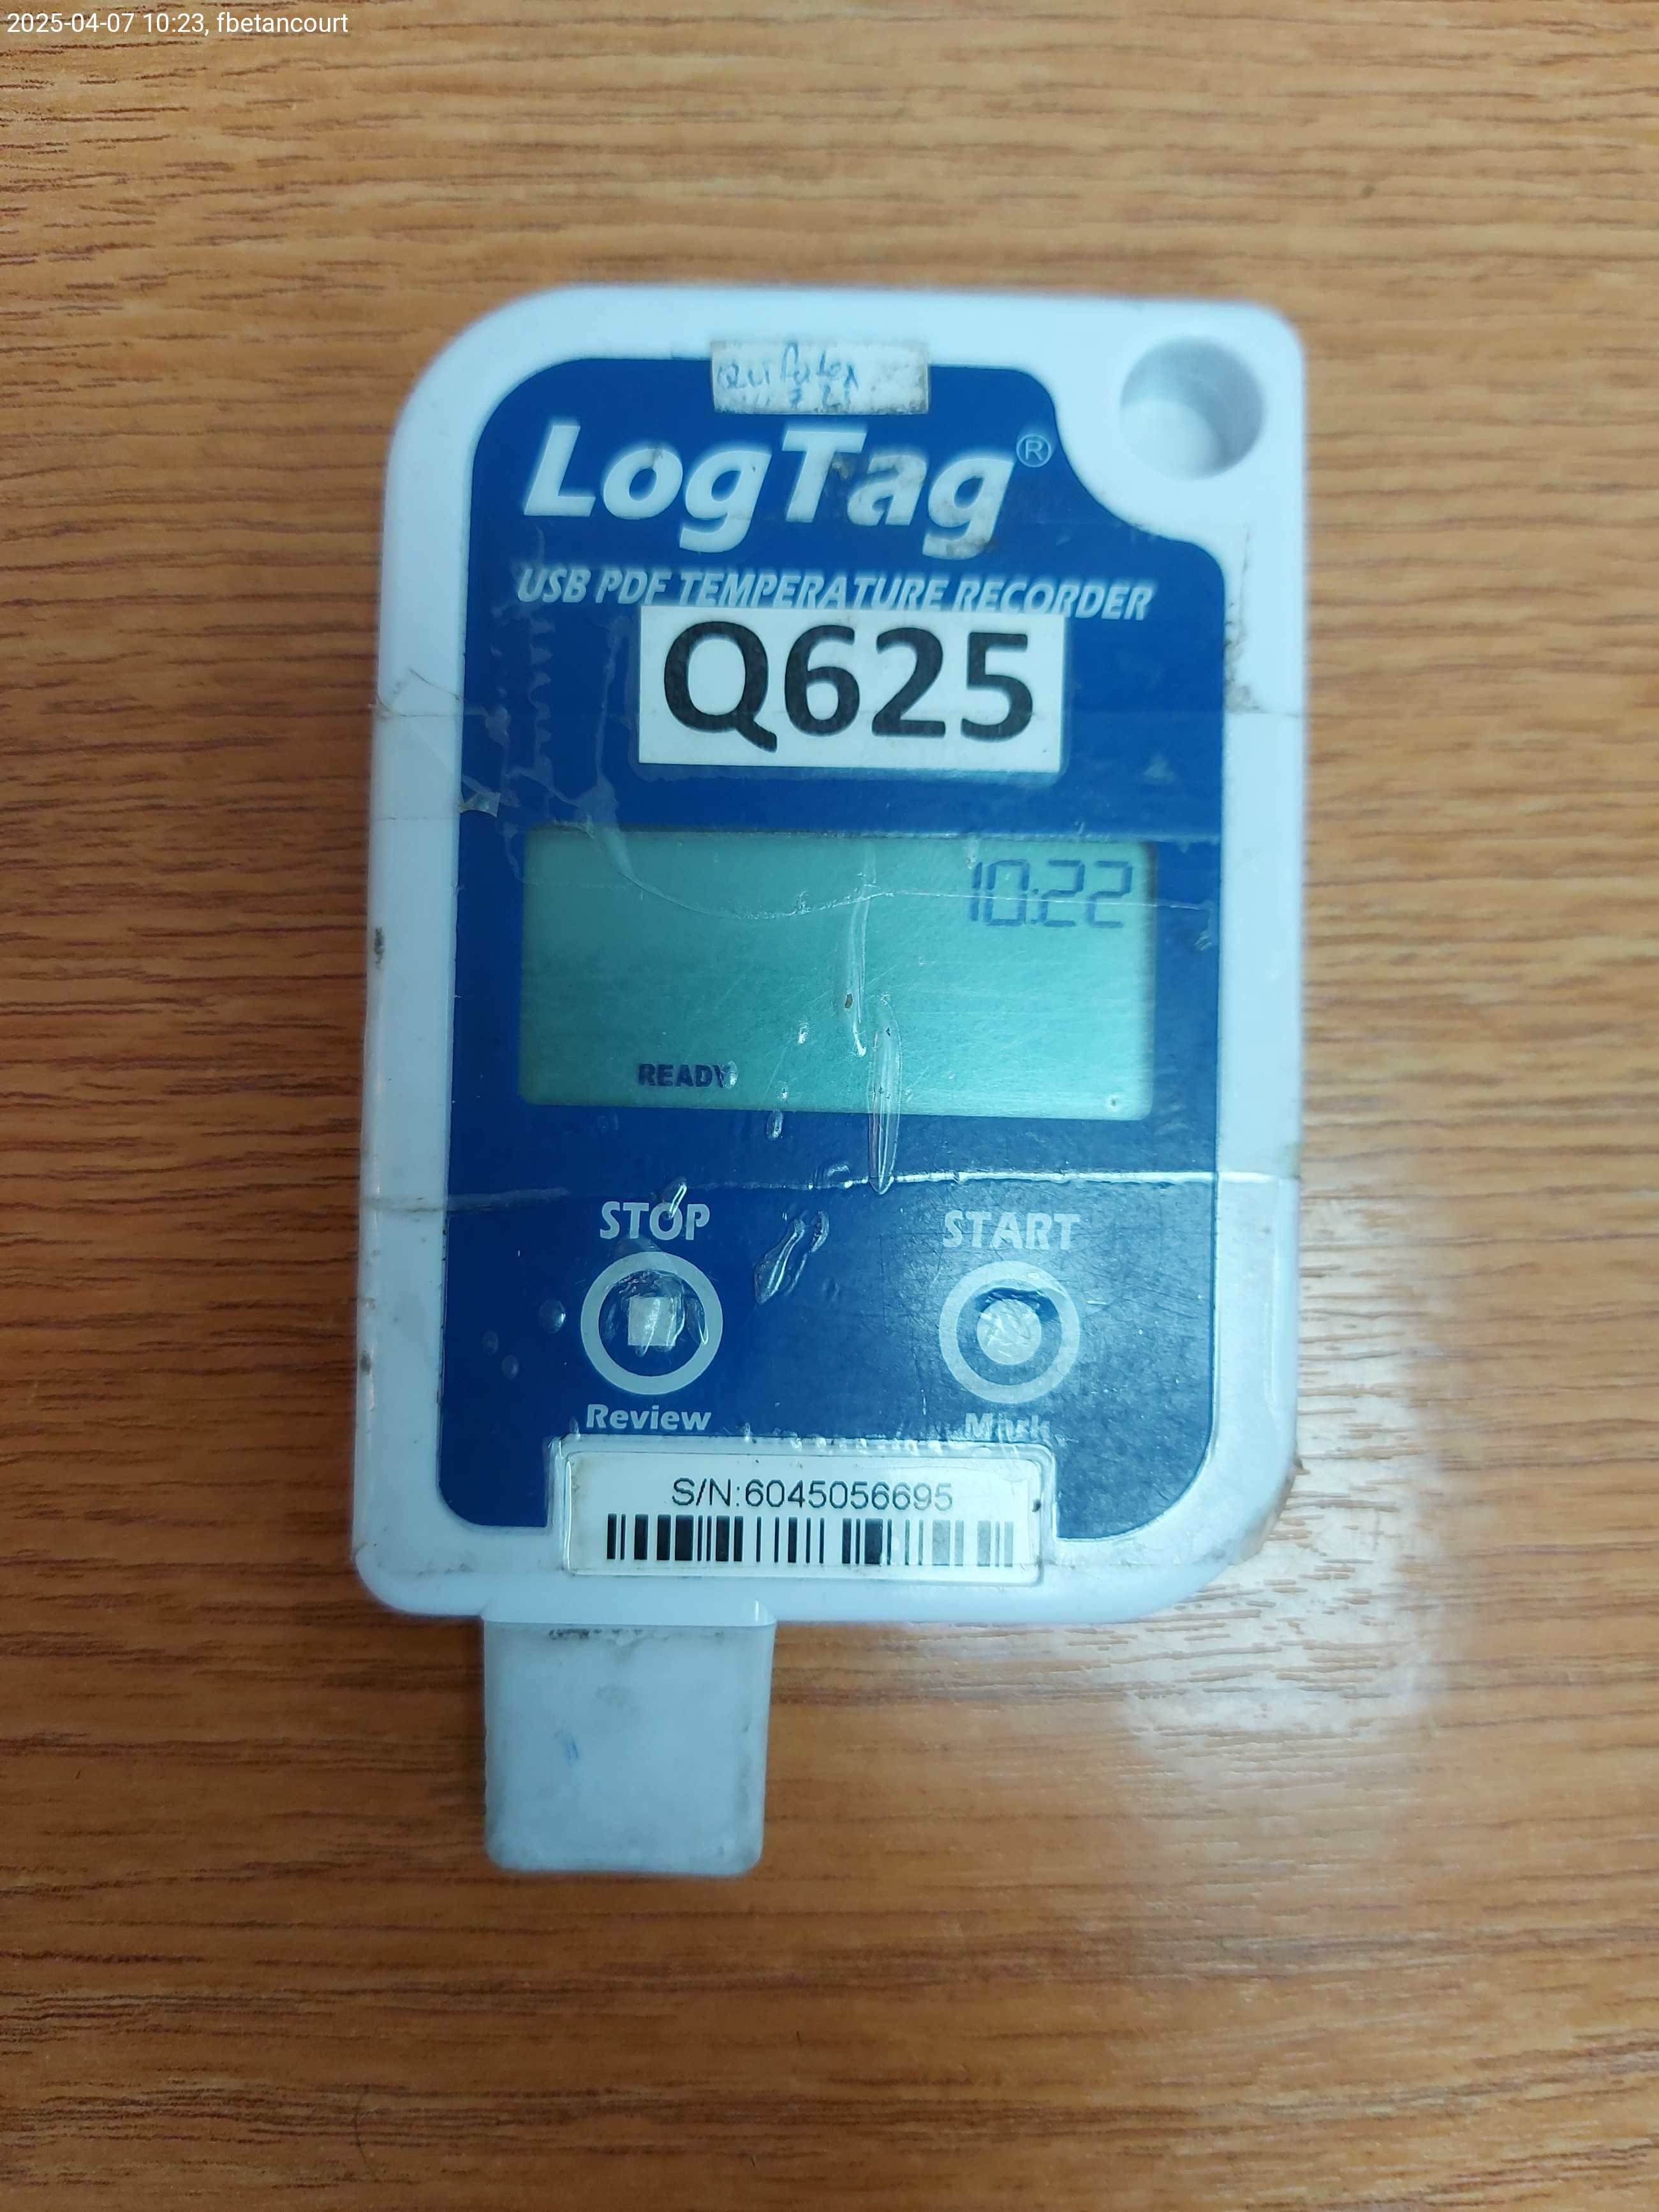 2025-04-07 10:23, fbetancourt
LogTag®
USB PDF TEMPERATURE RECORDER
Q625
10:22
READY
STOP
START
Review
Mark
S/N:6045056695